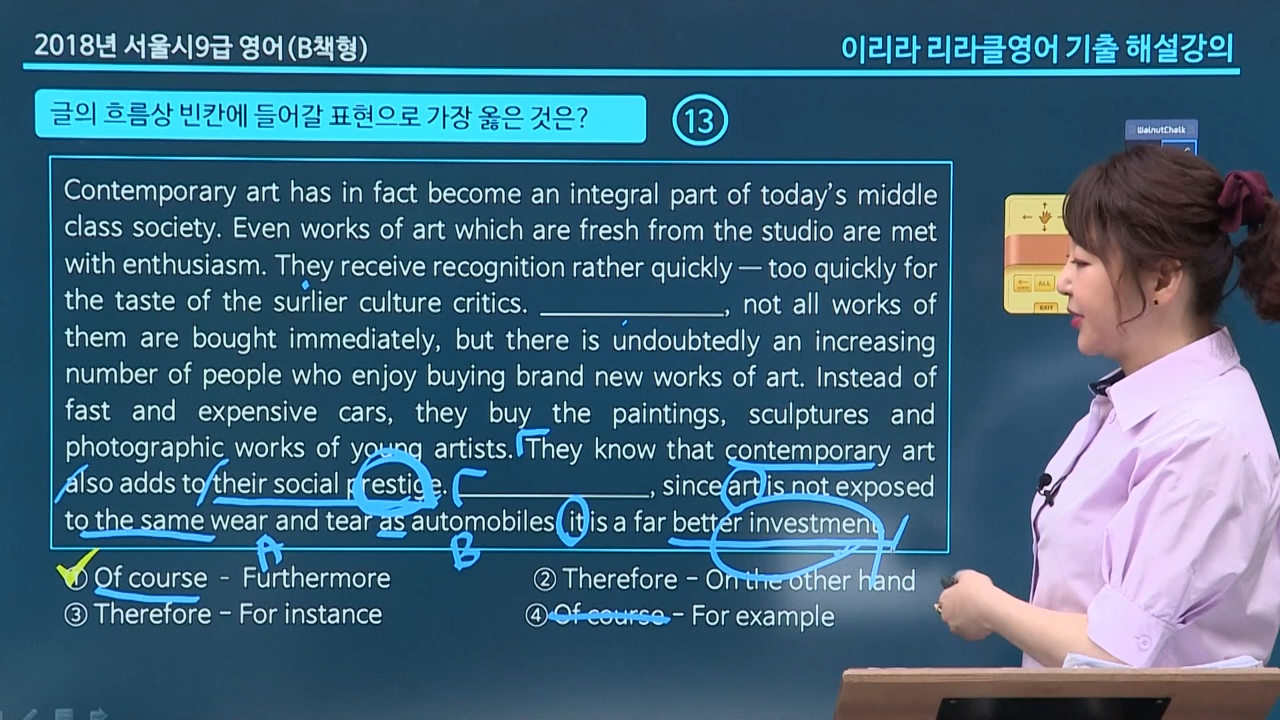 2018년 서울시9급 영어(B책형)
이리라 리라클영어 기출 해설강의
글의 흐름상 빈칸에 들어갈 표현으로 가장 옳은 것은?
13
WalnutChalk
Contemporary art has in fact become an integral part of today's middle
class society. Even works of art which are fresh from the studio are met
with enthusiasm. They receive recognition rather quickly — too quickly for
the taste of the surlier culture critics. ____________, not all works of
them are bought immediately, but there is undoubtedly an increasing
number of people who enjoy buying brand new works of art. Instead of
fast and expensive cars, they buy the paintings, sculptures and
photographic works of young artists. They know that contemporary art
also adds to their social prestige. ____________, since art is not exposed
to the same wear and tear as automobiles, it is a far better investment.
A B
① Of course - Furthermore
② Therefore - On the other hand
③ Therefore - For instance
④ Of course - For example
ALL
EXIT